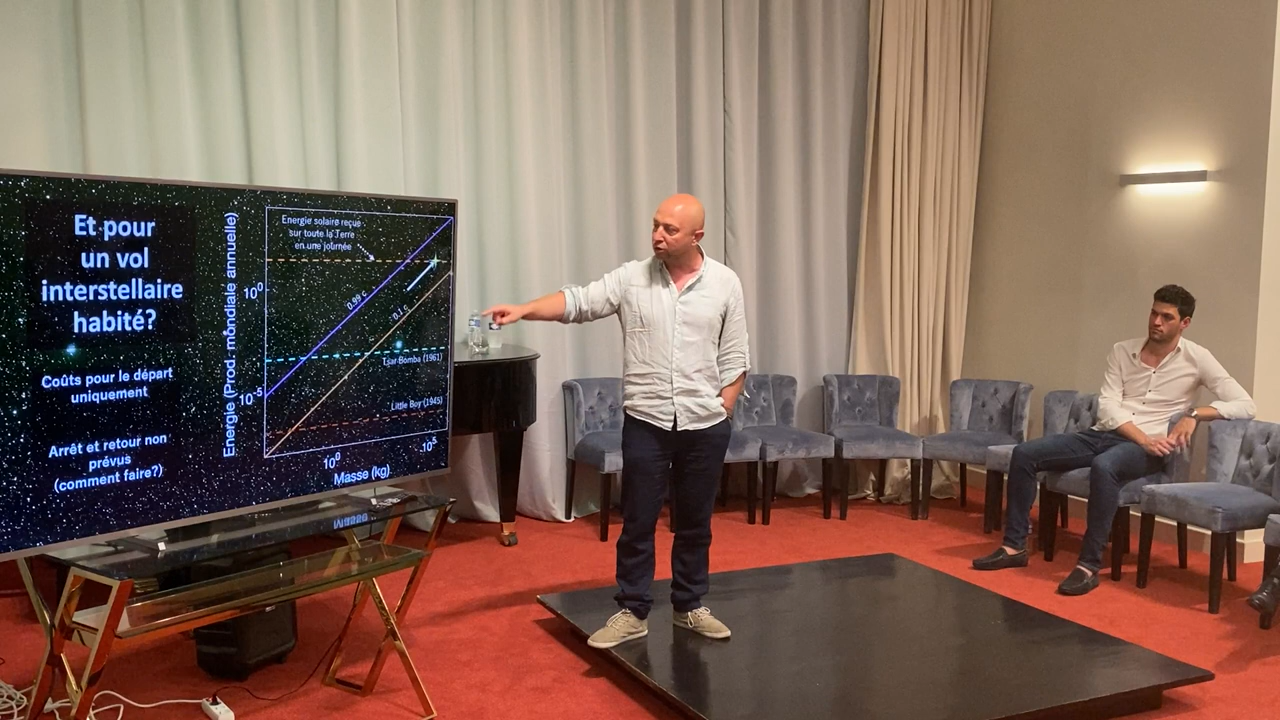 Et pour
un vol
interstellaire
habité?
Coûts pour le départ
uniquement
Arrêt et retour non
prévus
(comment faire?)
Energie (Prod. mondiale annuelle)
Energie solaire reçue
sur toute la Terre
en une journée
10⁰
0.99 c
0.1 c
Tsar Bomba (1961)
10⁻⁵
Little Boy (1945)
10⁰
10⁵
Masse (kg)